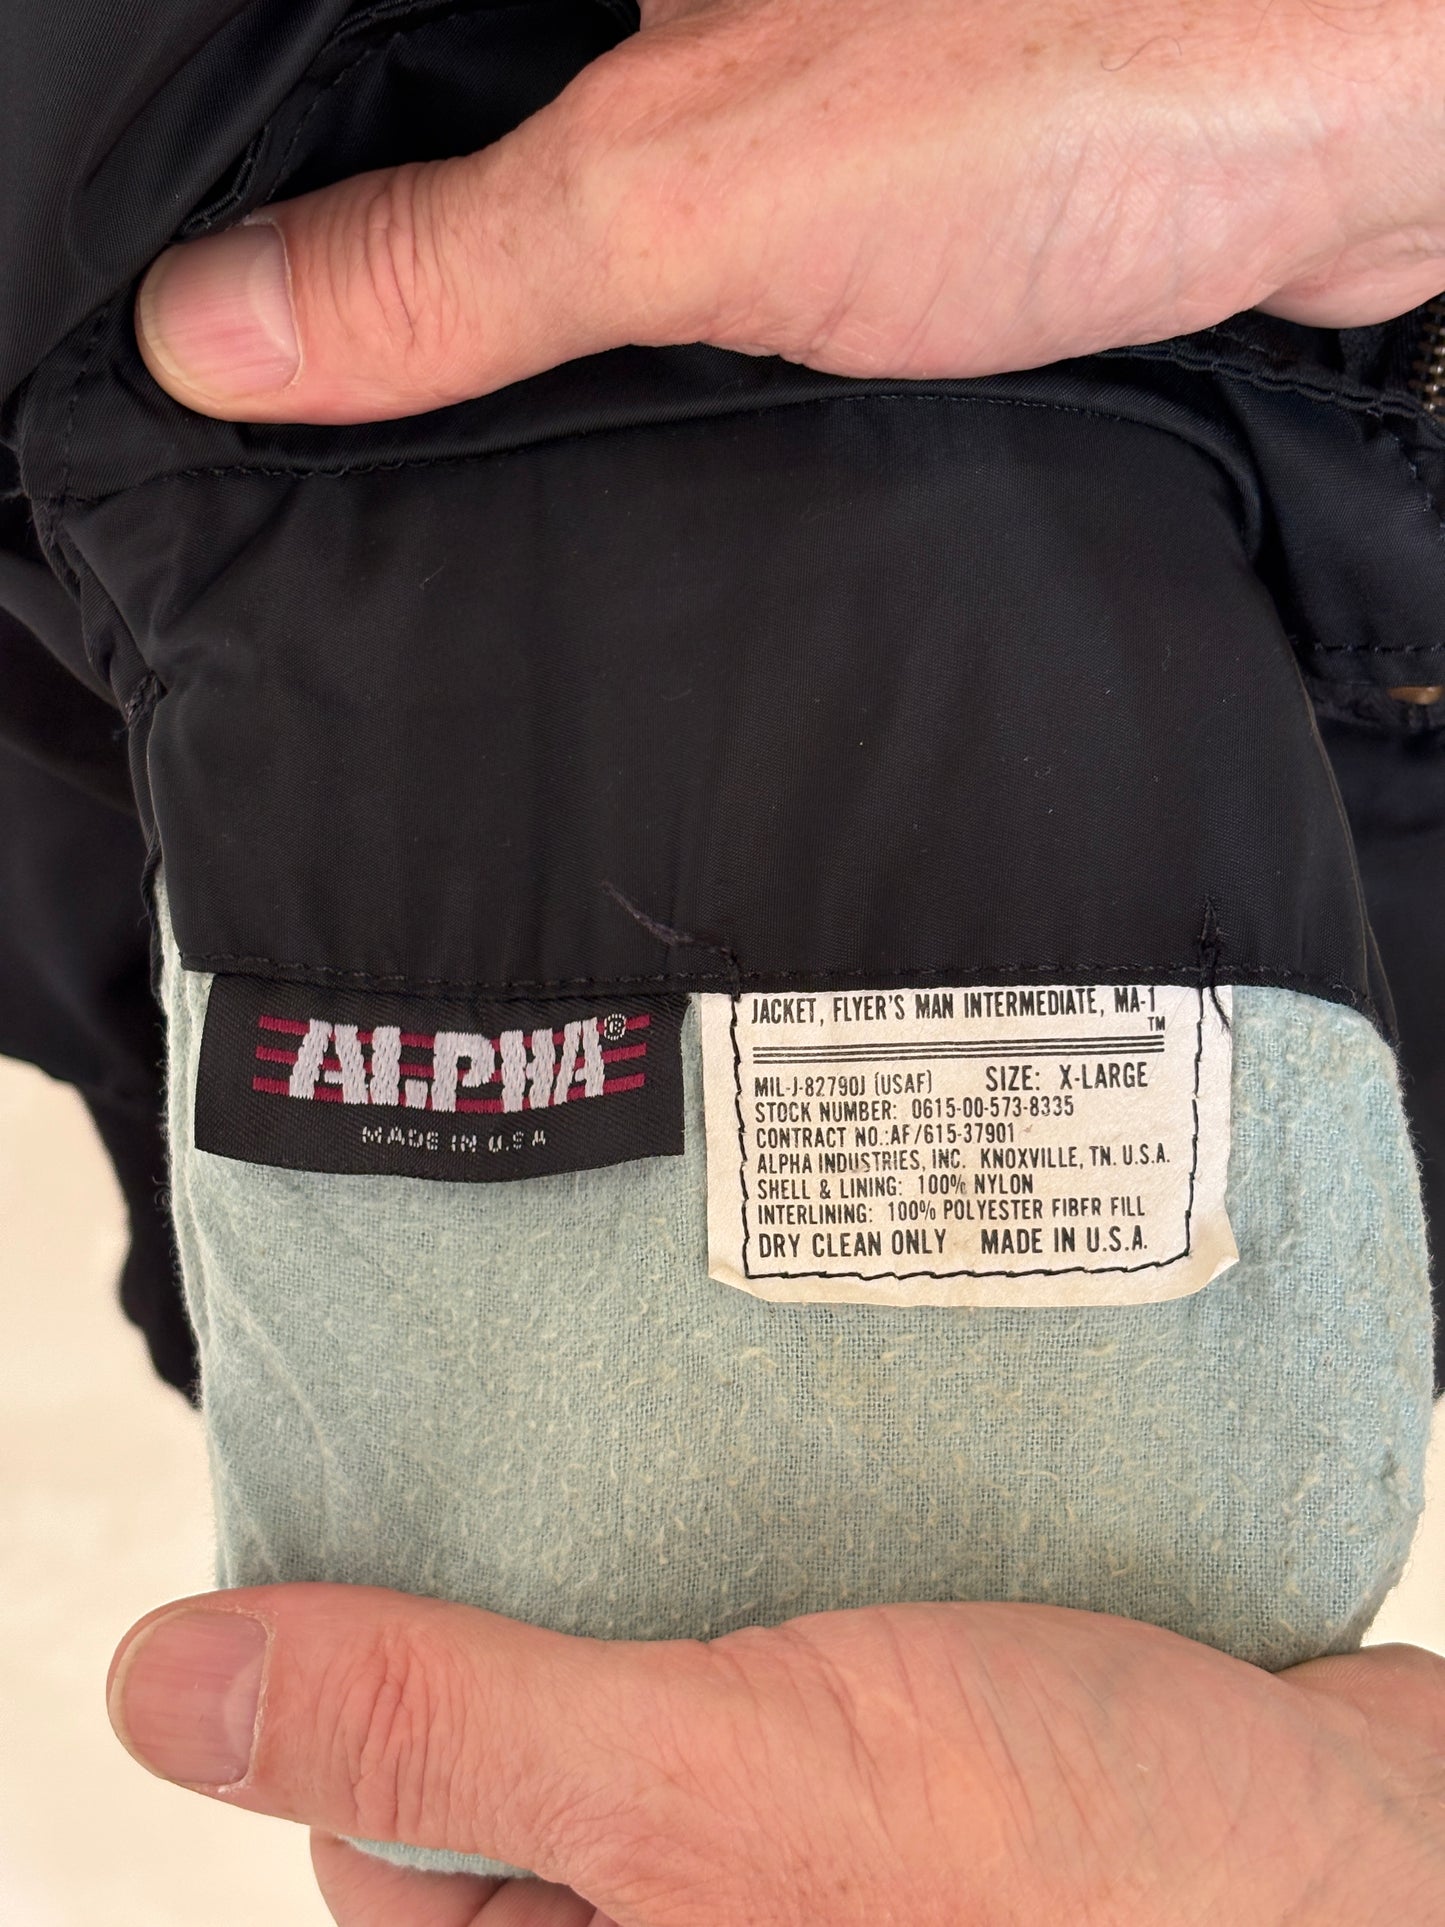 ALPHA®
MADE IN U.S.A
JACKET, FLYER'S MAN INTERMEDIATE, MA-1
TM
MIL-J-82790J (USAF) SIZE: X-LARGE
STOCK NUMBER: 0615-00-573-8335
CONTRACT NO.:AF/615-37901
ALPHA INDUSTRIES, INC. KNOXVILLE, TN. U.S.A.
SHELL & LINING: 100% NYLON
INTERLINING: 100% POLYESTER FIBER FILL
DRY CLEAN ONLY MADE IN U.S.A.